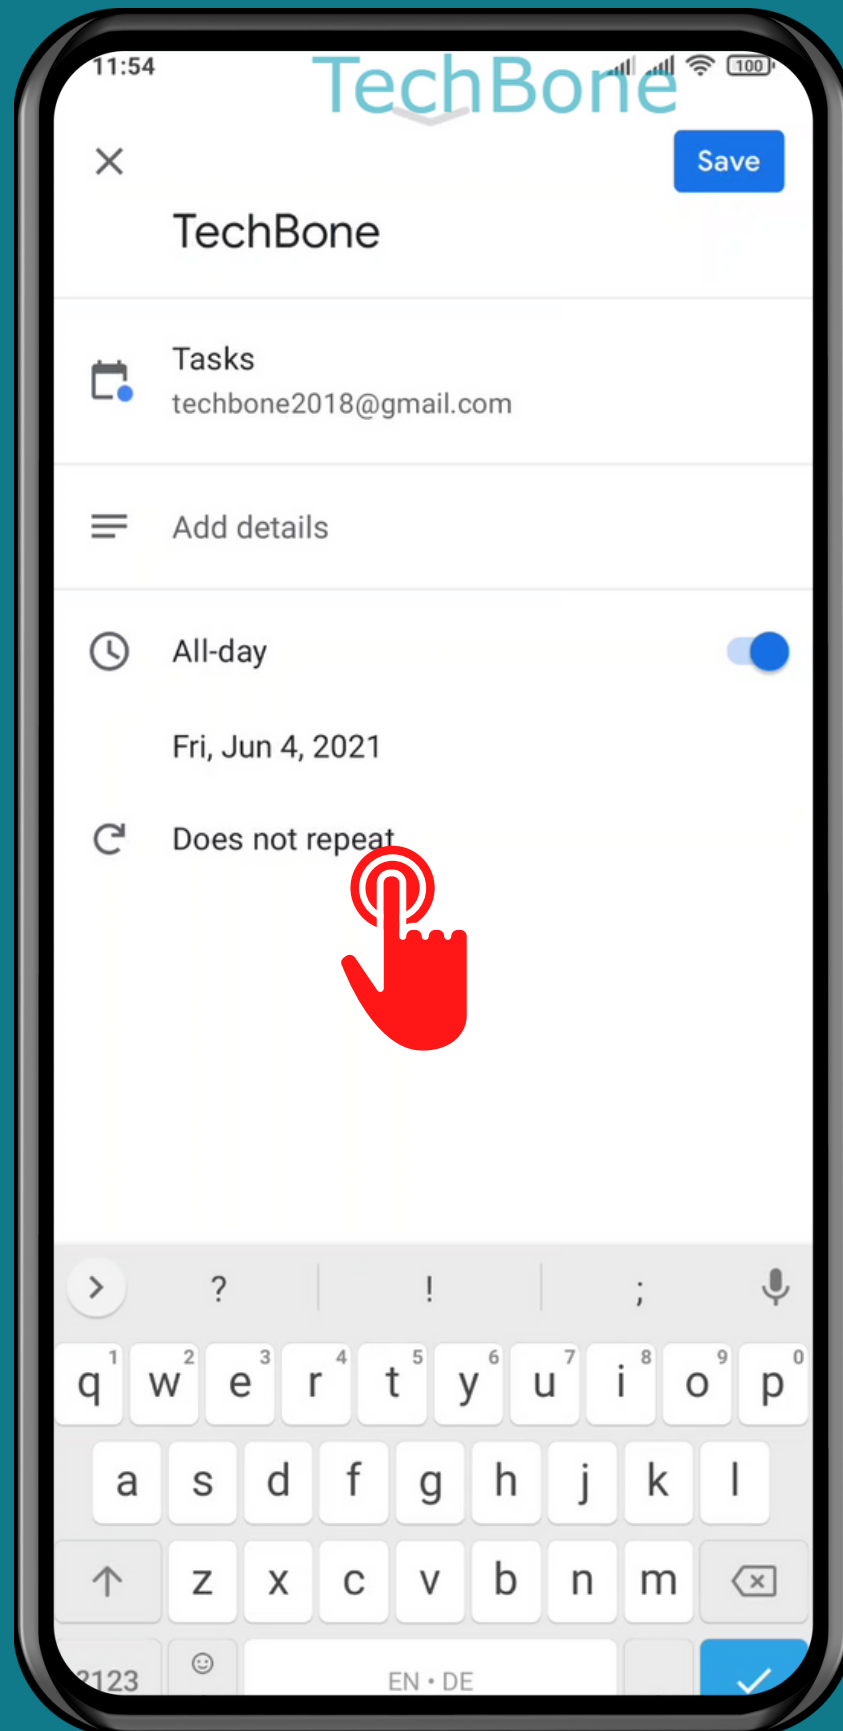 11:54
TechBone
100
Save
TechBone
Tasks
techbone2018@gmail.com
Add details
All-day
Fri, Jun 4, 2021
Does not repeat
? ! ;
q1 w2 e3 r4 t5 y6 u7 i8 o9 p0
a s d f g h j k l
z x c v b n m
?123 EN • DE